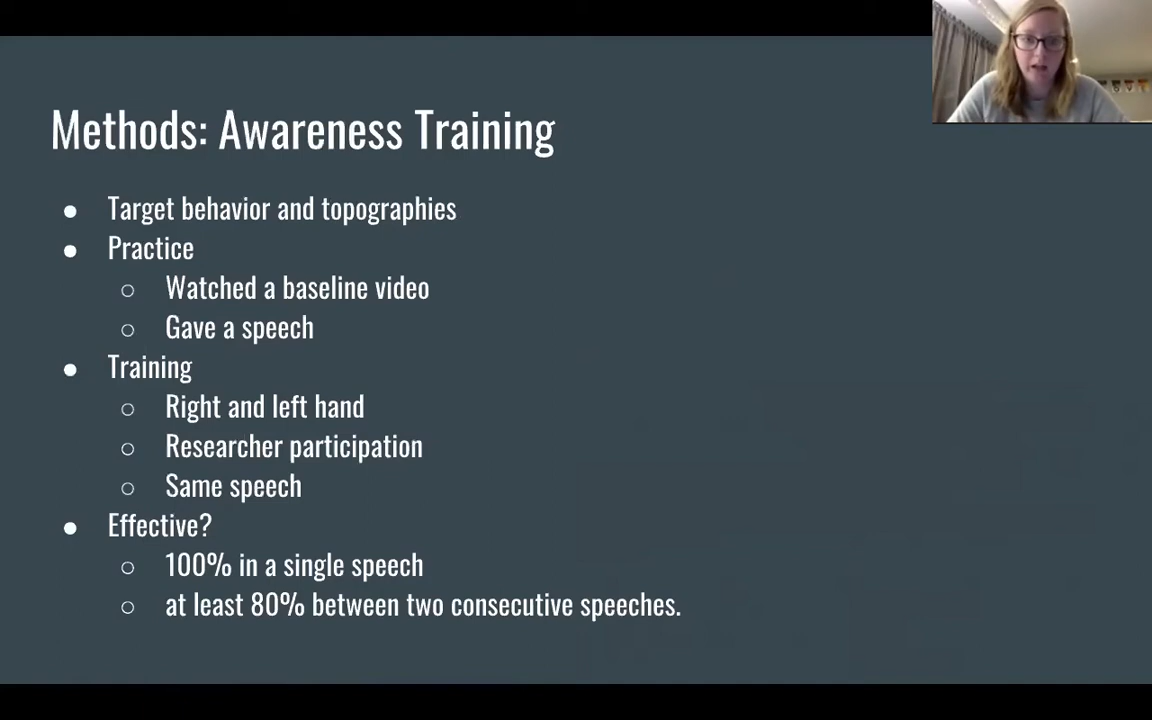 Methods: Awareness Training
● Target behavior and topographies
● Practice
○ Watched a baseline video
○ Gave a speech
● Training
○ Right and left hand
○ Researcher participation
○ Same speech
● Effective?
○ 100% in a single speech
○ at least 80% between two consecutive speeches.